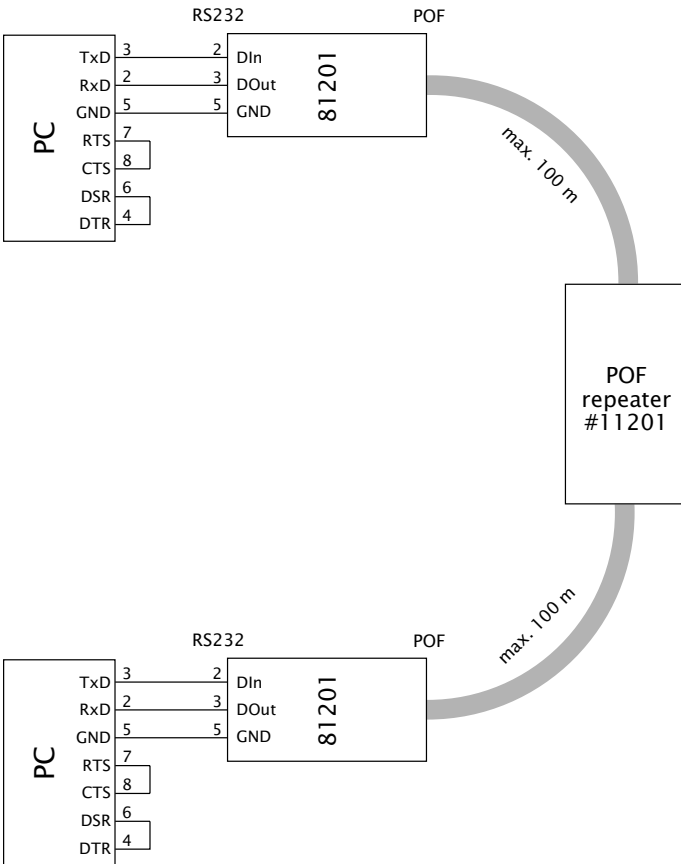 RS232 POF
TxD 3 2 DIn
RxD 2 3 DOut
GND 5 5 GND
RTS 7
CTS 8
DSR 6
DTR 4
PC
81201
max. 100 m
POF
repeater
#11201
max. 100 m
RS232 POF
TxD 3 2 DIn
RxD 2 3 DOut
GND 5 5 GND
RTS 7
CTS 8
DSR 6
DTR 4
PC
81201